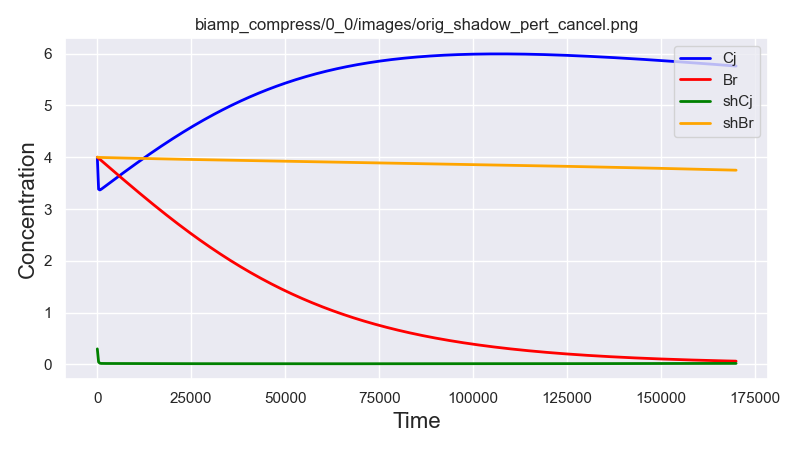 biamp_compress/0_0/images/orig_shadow_pert_cancel.png
Concentration
6
5
4
3
2
1
0
Cj
Br
shCj
shBr
0
25000
50000
75000
100000
125000
150000
175000
Time